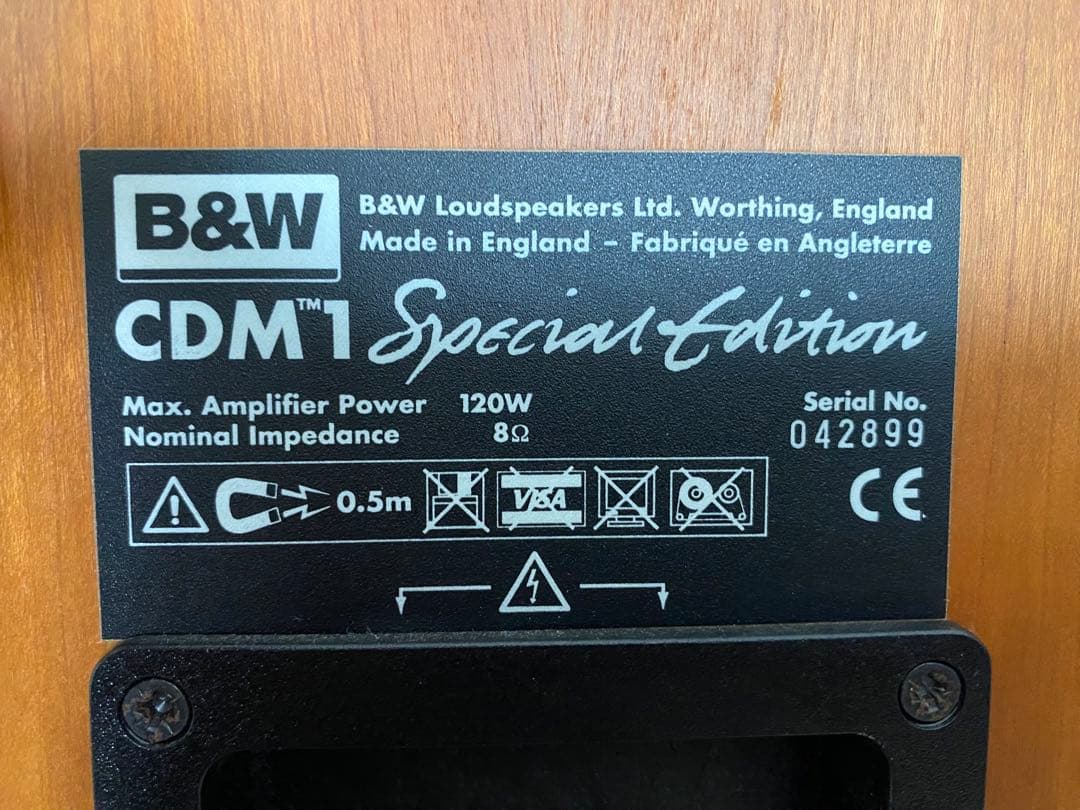 B&W
B&W Loudspeakers Ltd. Worthing, England
Made in England – Fabriqué en Angleterre
CDM™1 Special Edition
Max. Amplifier Power 120W
Nominal Impedance 8Ω
Serial No.
042899
0.5m
VISA
CE